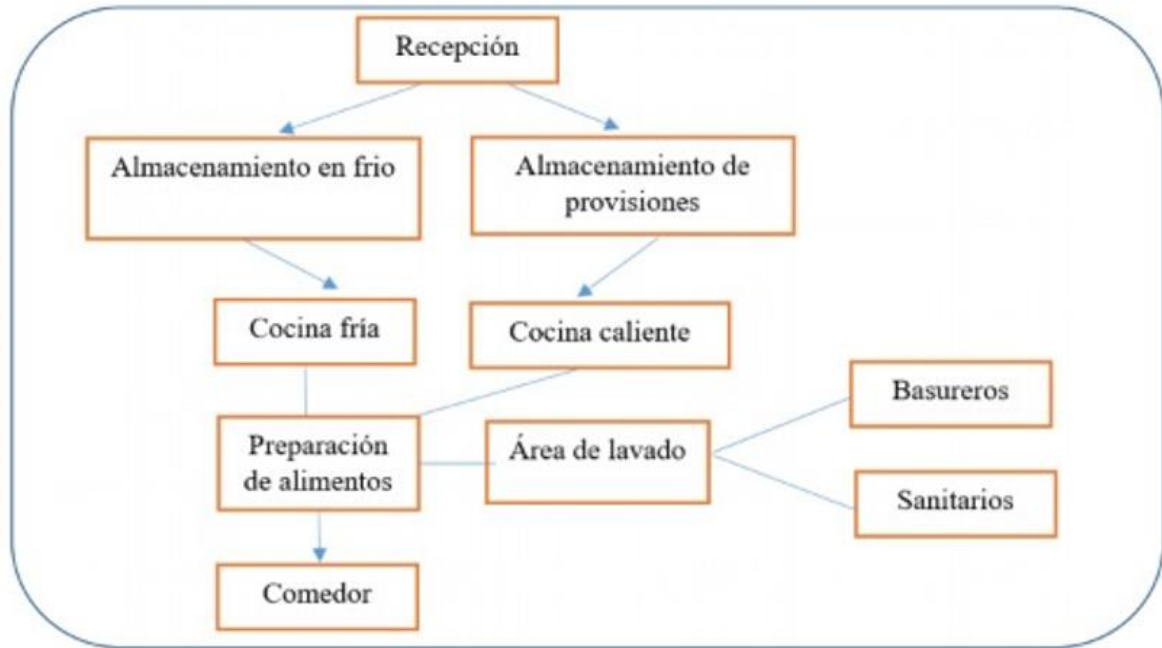 Recepción
Almacenamiento en frio
Almacenamiento de
provisiones
Cocina fría
Cocina caliente
Basureros
Preparación
de alimentos
Área de lavado
Sanitarios
Comedor